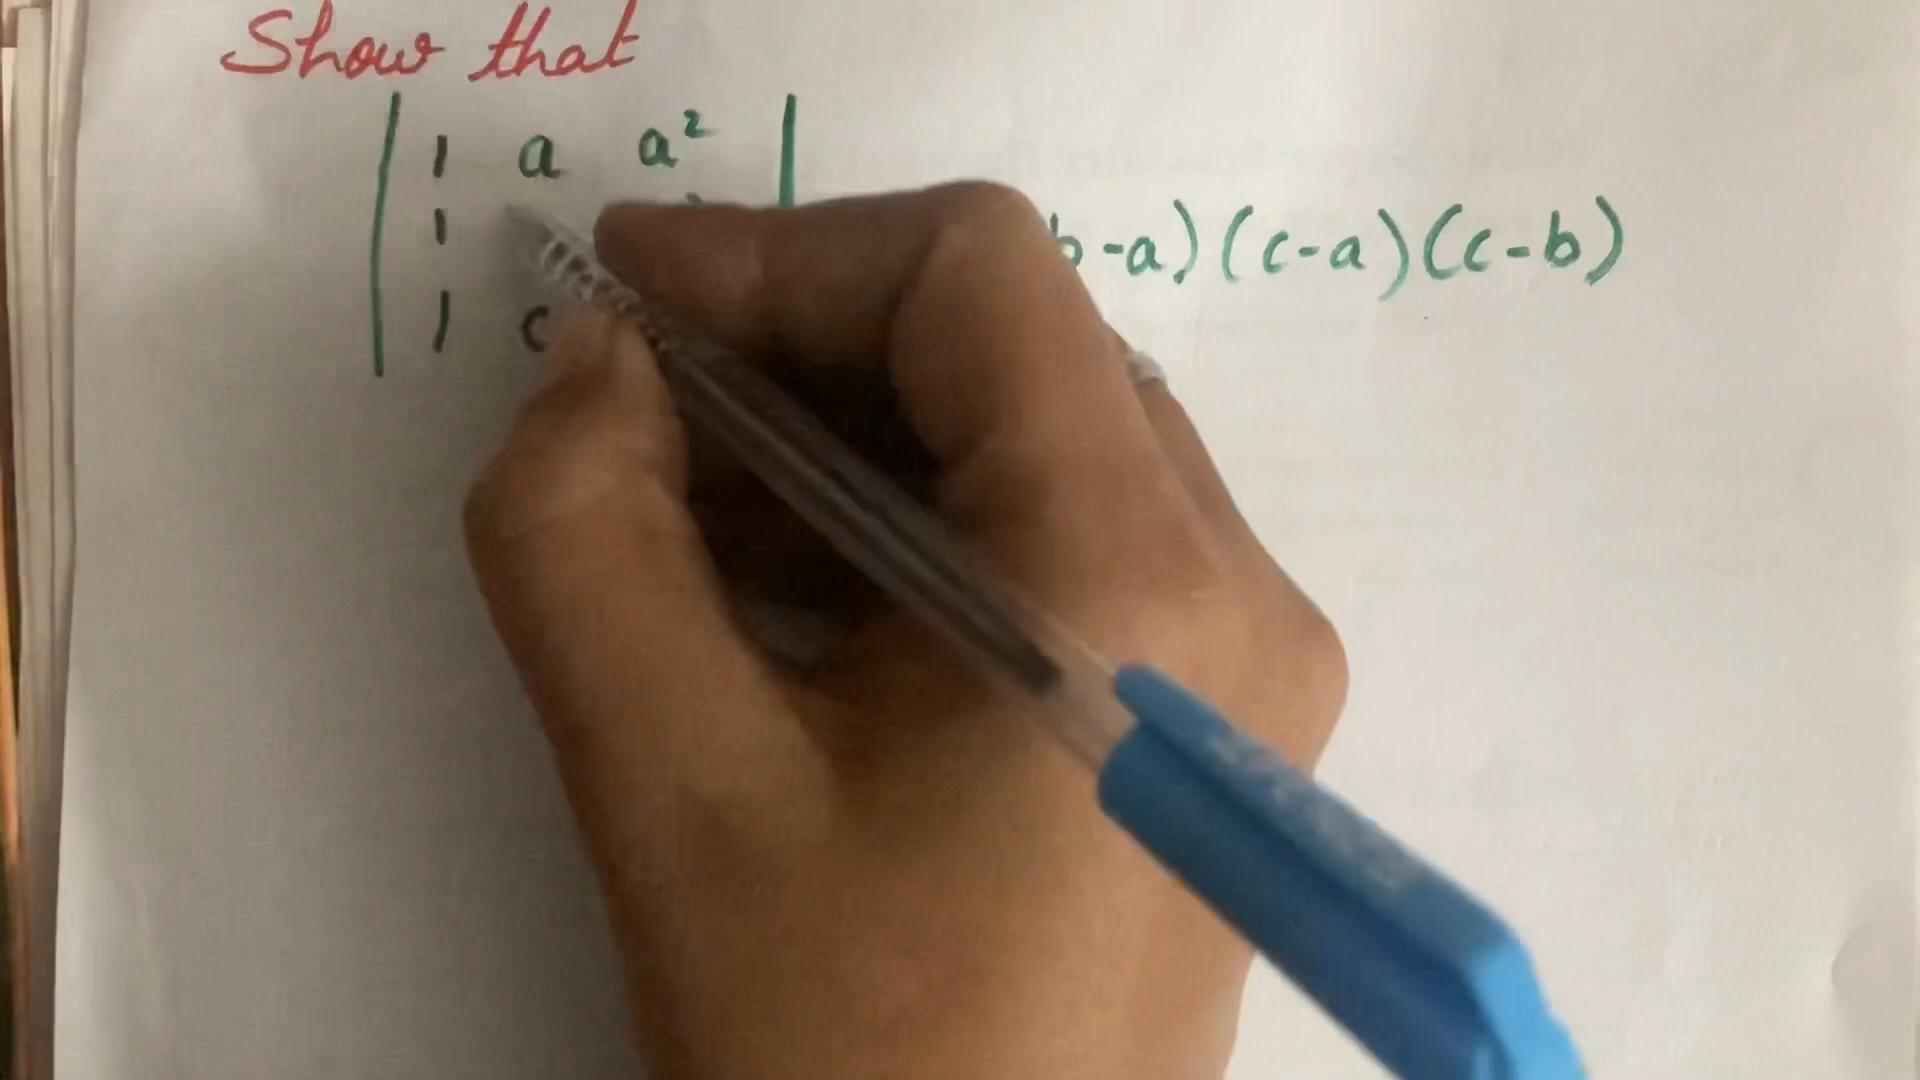 Show that
1 a a²
1 b-a)(c-a)(c-b)
1 c